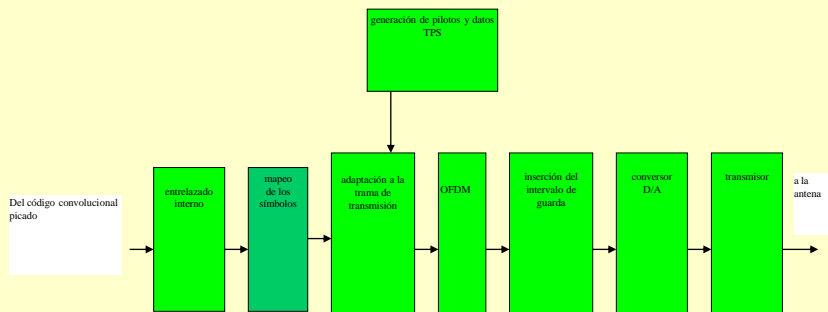 generación de pilotos y datos
TPS
Del código convolucional
picado
entrelazado
interno
mapeo
de los
símbolos
adaptación a la
trama de
transmisión
OFDM
inserción del
intervalo de
guarda
conversor
D/A
transmisor
a la
antena